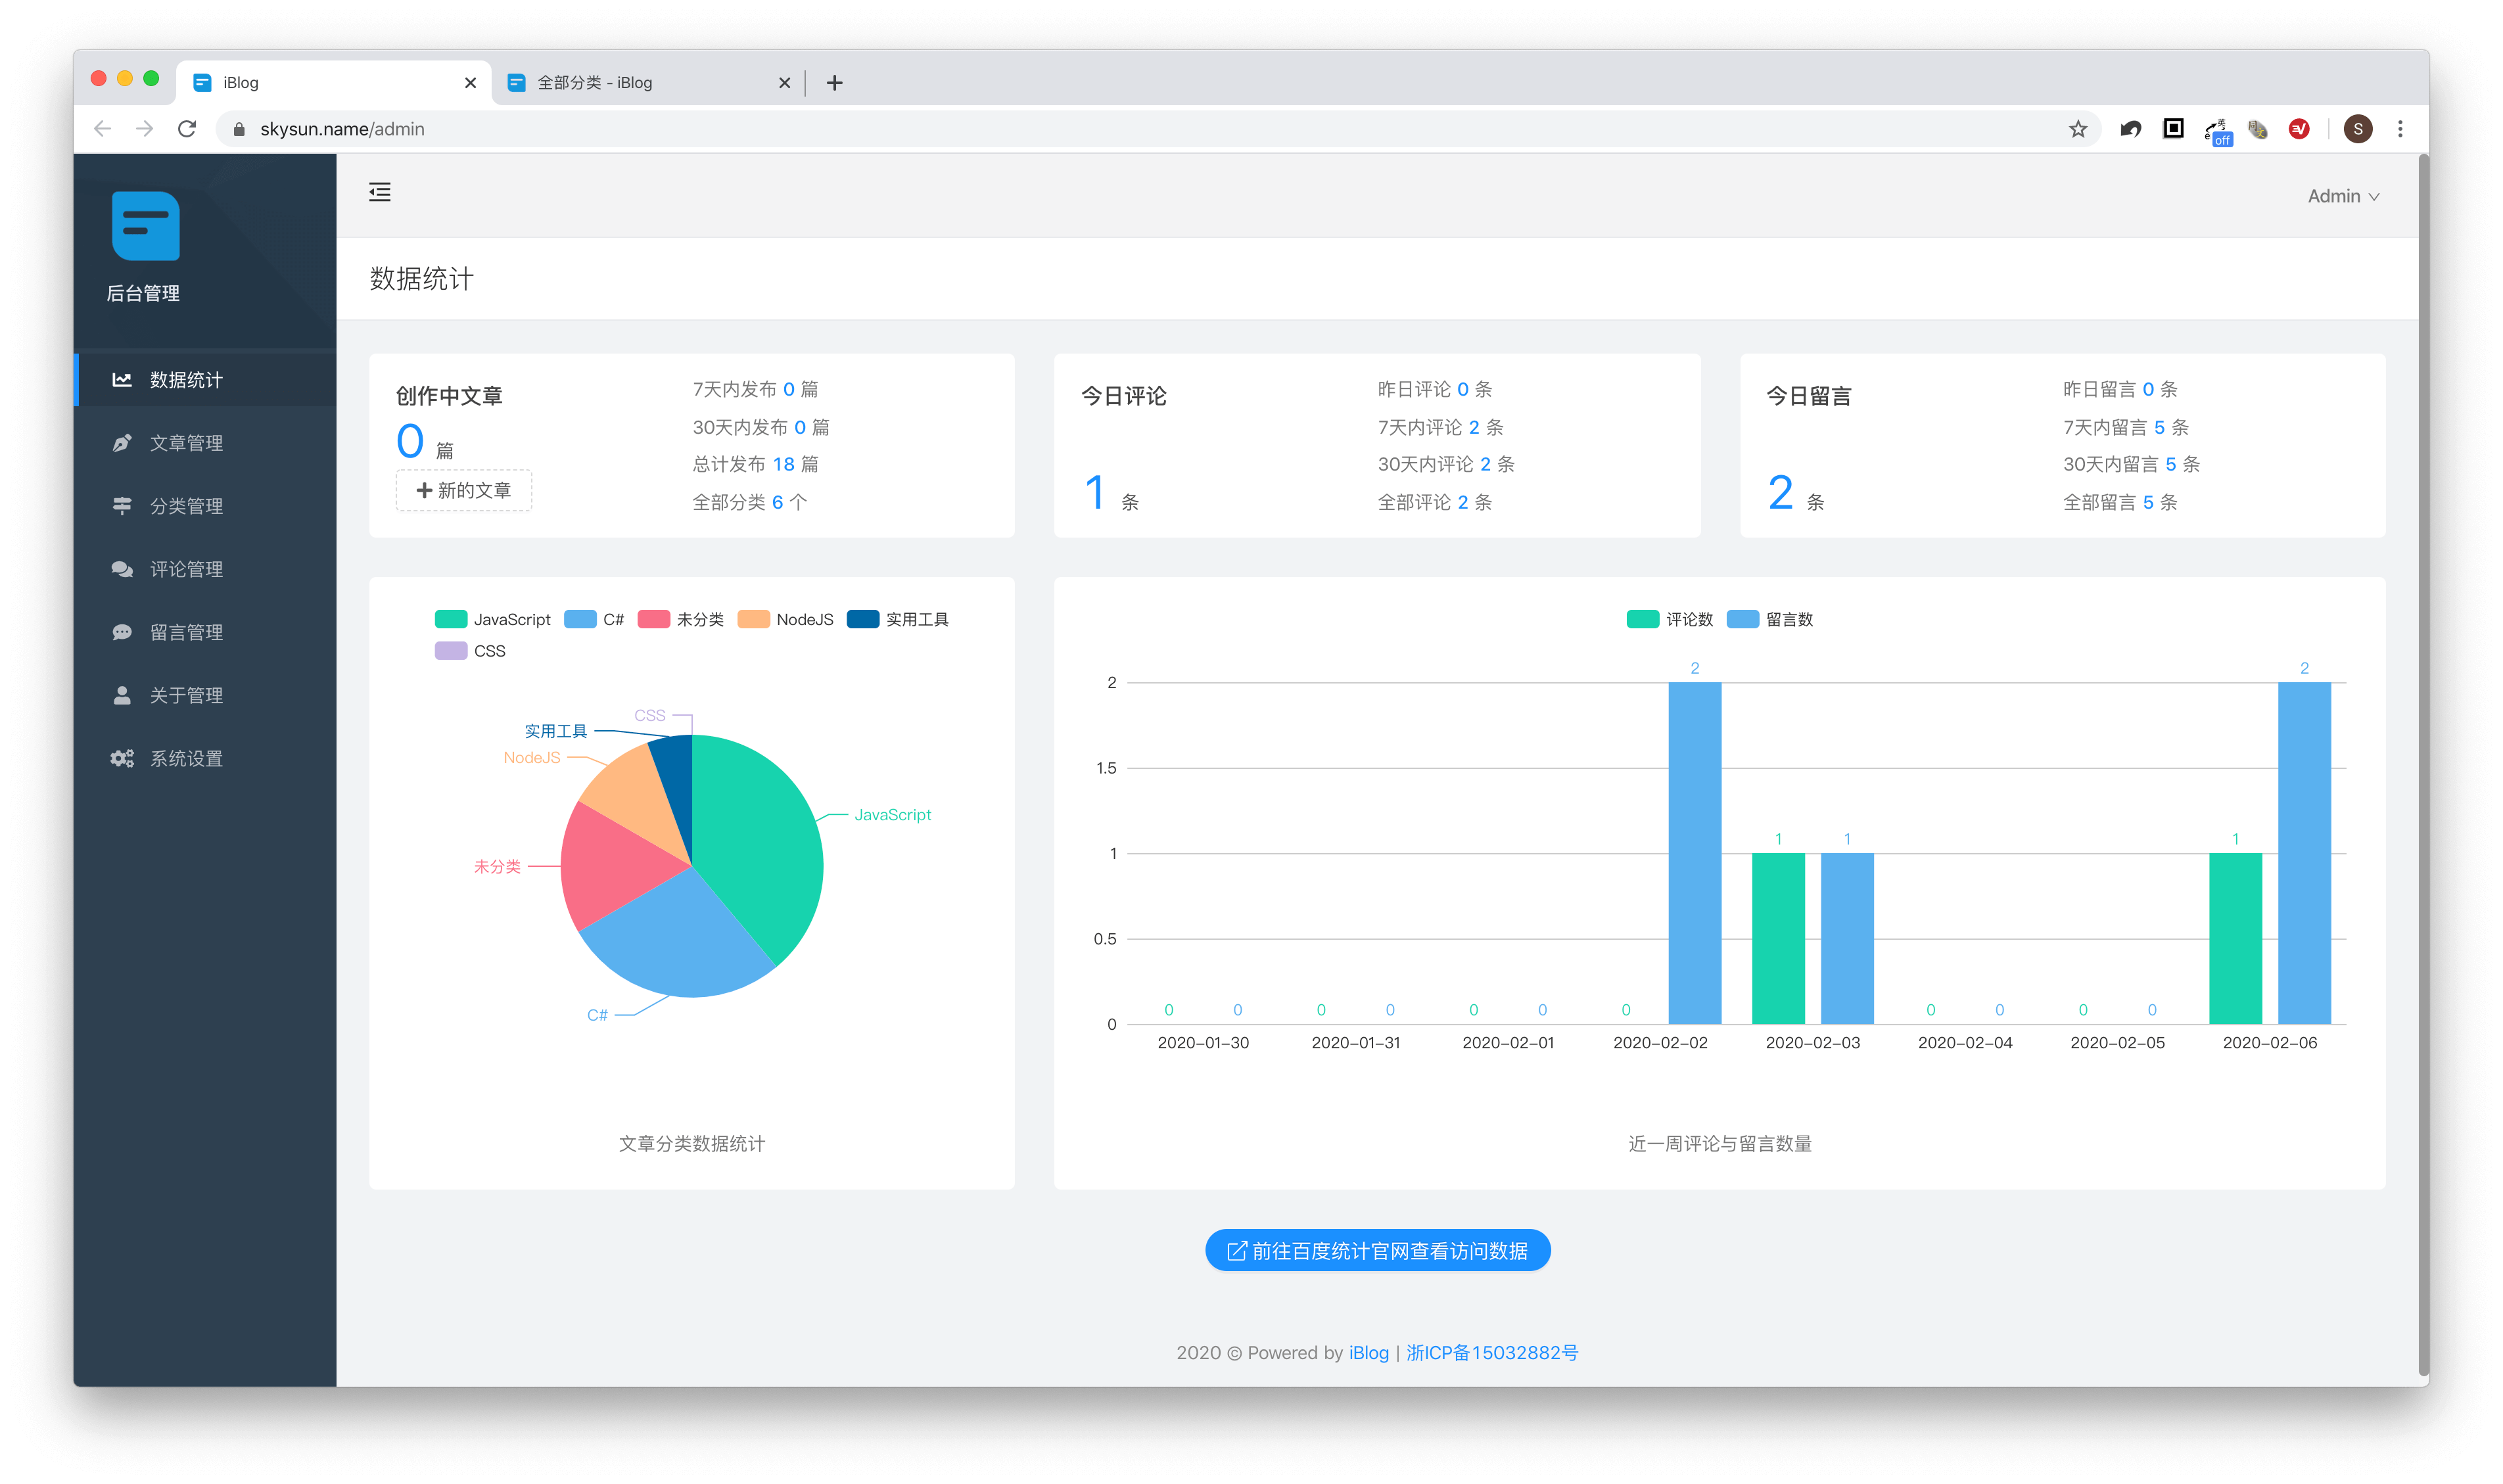 iBlog
全部分类 - iBlog
skysun.name/admin
英
off
S
后台管理
Admin
数据统计
数据统计
文章管理
分类管理
评论管理
留言管理
关于管理
系统设置
创作中文章
0 篇
新的文章
7天内发布 0 篇
30天内发布 0 篇
总计发布 18 篇
全部分类 6 个
今日评论
1 条
昨日评论 0 条
7天内评论 2 条
30天内评论 2 条
全部评论 2 条
今日留言
2 条
昨日留言 0 条
7天内留言 5 条
30天内留言 5 条
全部留言 5 条
JavaScript C# 未分类 NodeJS 实用工具
CSS
CSS
实用工具
NodeJS
JavaScript
未分类
C#
文章分类数据统计
评论数 留言数
2 2
2
1.5
1 1 1
1
0.5
0 0 0 0 0 0 0 0 0 0 0
0
2020-01-30 2020-01-31 2020-02-01 2020-02-02 2020-02-03 2020-02-04 2020-02-05 2020-02-06
近一周评论与留言数量
前往百度统计官网查看访问数据
2020 © Powered by iBlog | 浙ICP备15032882号